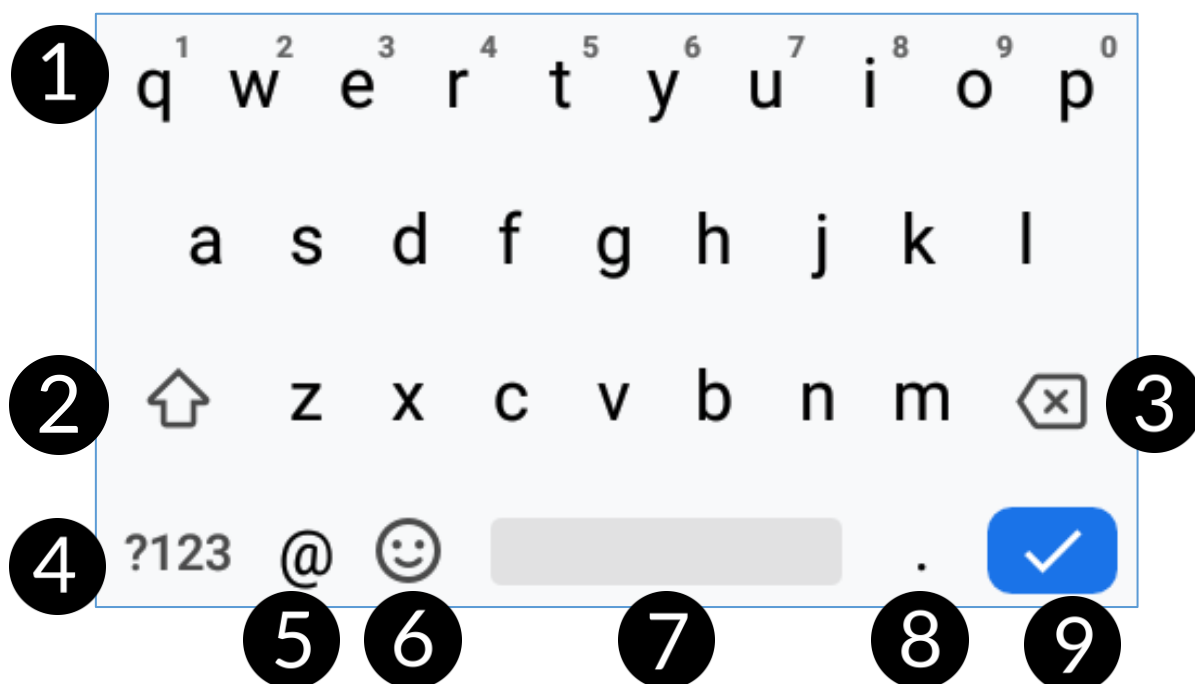 1 1 2 3 4 5 6 7 8 9 0
q w e r t y u i o p
a s d f g h j k l
2 z x c v b n m 3
4 ?123 @ .
5 6 7 8 9